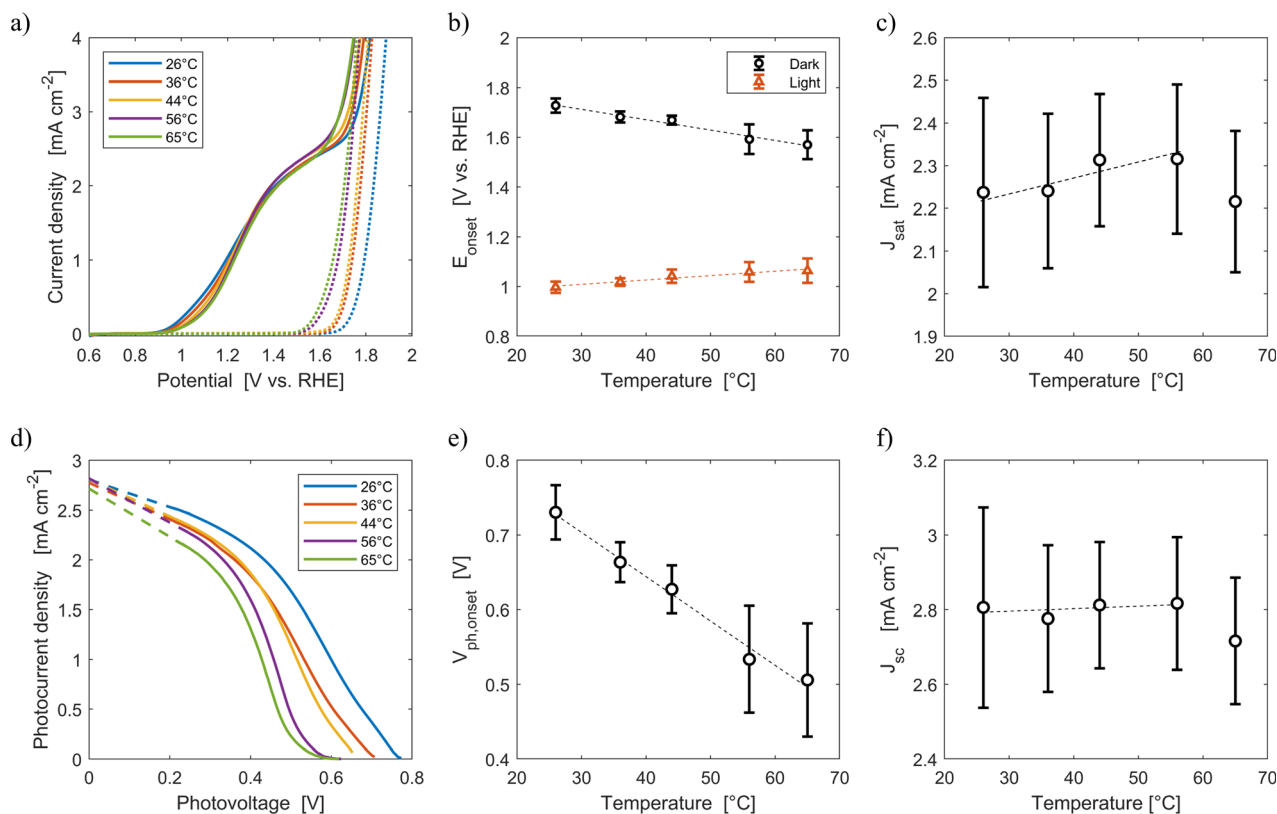 a)
4
3
2
1
0
0.6
1
1.2
1.4
1.6
1.8
2
Current density [mA cm-2]
Potential [V vs. RHE]
26°C
36°C
44°C
56°C
65°C
b)
2
1.8
1.6
1.4
1.2
1
0.8
20
30
40
50
60
70
Eonset [V vs. RHE]
Temperature [°C]
Dark
Light
c)
2.6
2.5
2.4
2.3
2.2
2.1
2
1.9
20
30
40
50
60
70
Jsat [mA cm-2]
Temperature [°C]
d)
3
2.5
2
1.5
1
0.5
0
0
0.2
0.4
0.6
0.8
Photocurrent density [mA cm-2]
Photovoltage [V]
26°C
36°C
44°C
56°C
65°C
e)
0.8
0.7
0.6
0.5
0.4
20
30
40
50
60
70
Vph,onset [V]
Temperature [°C]
f)
3.2
3
2.8
2.6
2.4
20
30
40
50
60
70
Jsc [mA cm-2]
Temperature [°C]